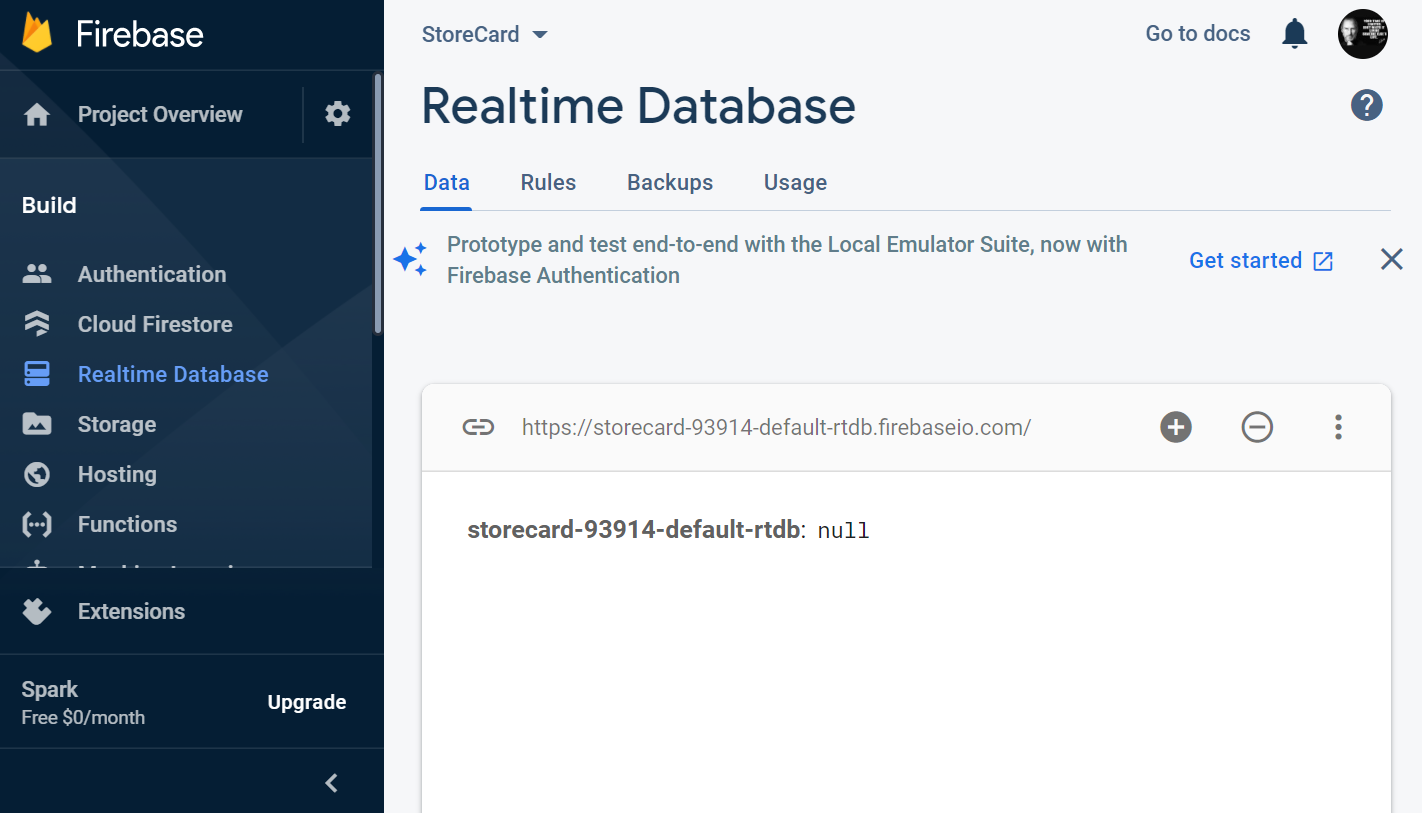 Firebase
Project Overview
Build
Authentication
Cloud Firestore
Realtime Database
Storage
Hosting
Functions
Extensions
Spark
Free $0/month
Upgrade
StoreCard
Go to docs
Realtime Database
Data
Rules
Backups
Usage
Prototype and test end-to-end with the Local Emulator Suite, now with
Firebase Authentication
Get started
https://storecard-93914-default-rtdb.firebaseio.com/
storecard-93914-default-rtdb: null